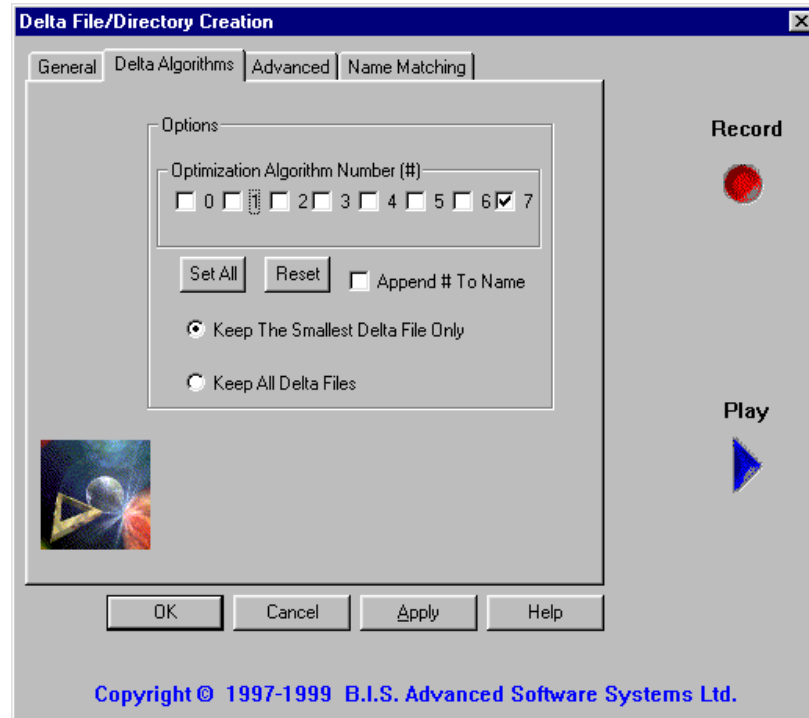 Delta File/Directory Creation
General Delta Algorithms Advanced Name Matching
Options
Record
Optimization Algorithm Number (#)
0 1 2 3 4 5 6 7
Set All Reset Append # To Name
Keep The Smallest Delta File Only
Keep All Delta Files
Play
OK Cancel Apply Help
Copyright © 1997-1999 B.I.S. Advanced Software Systems Ltd.